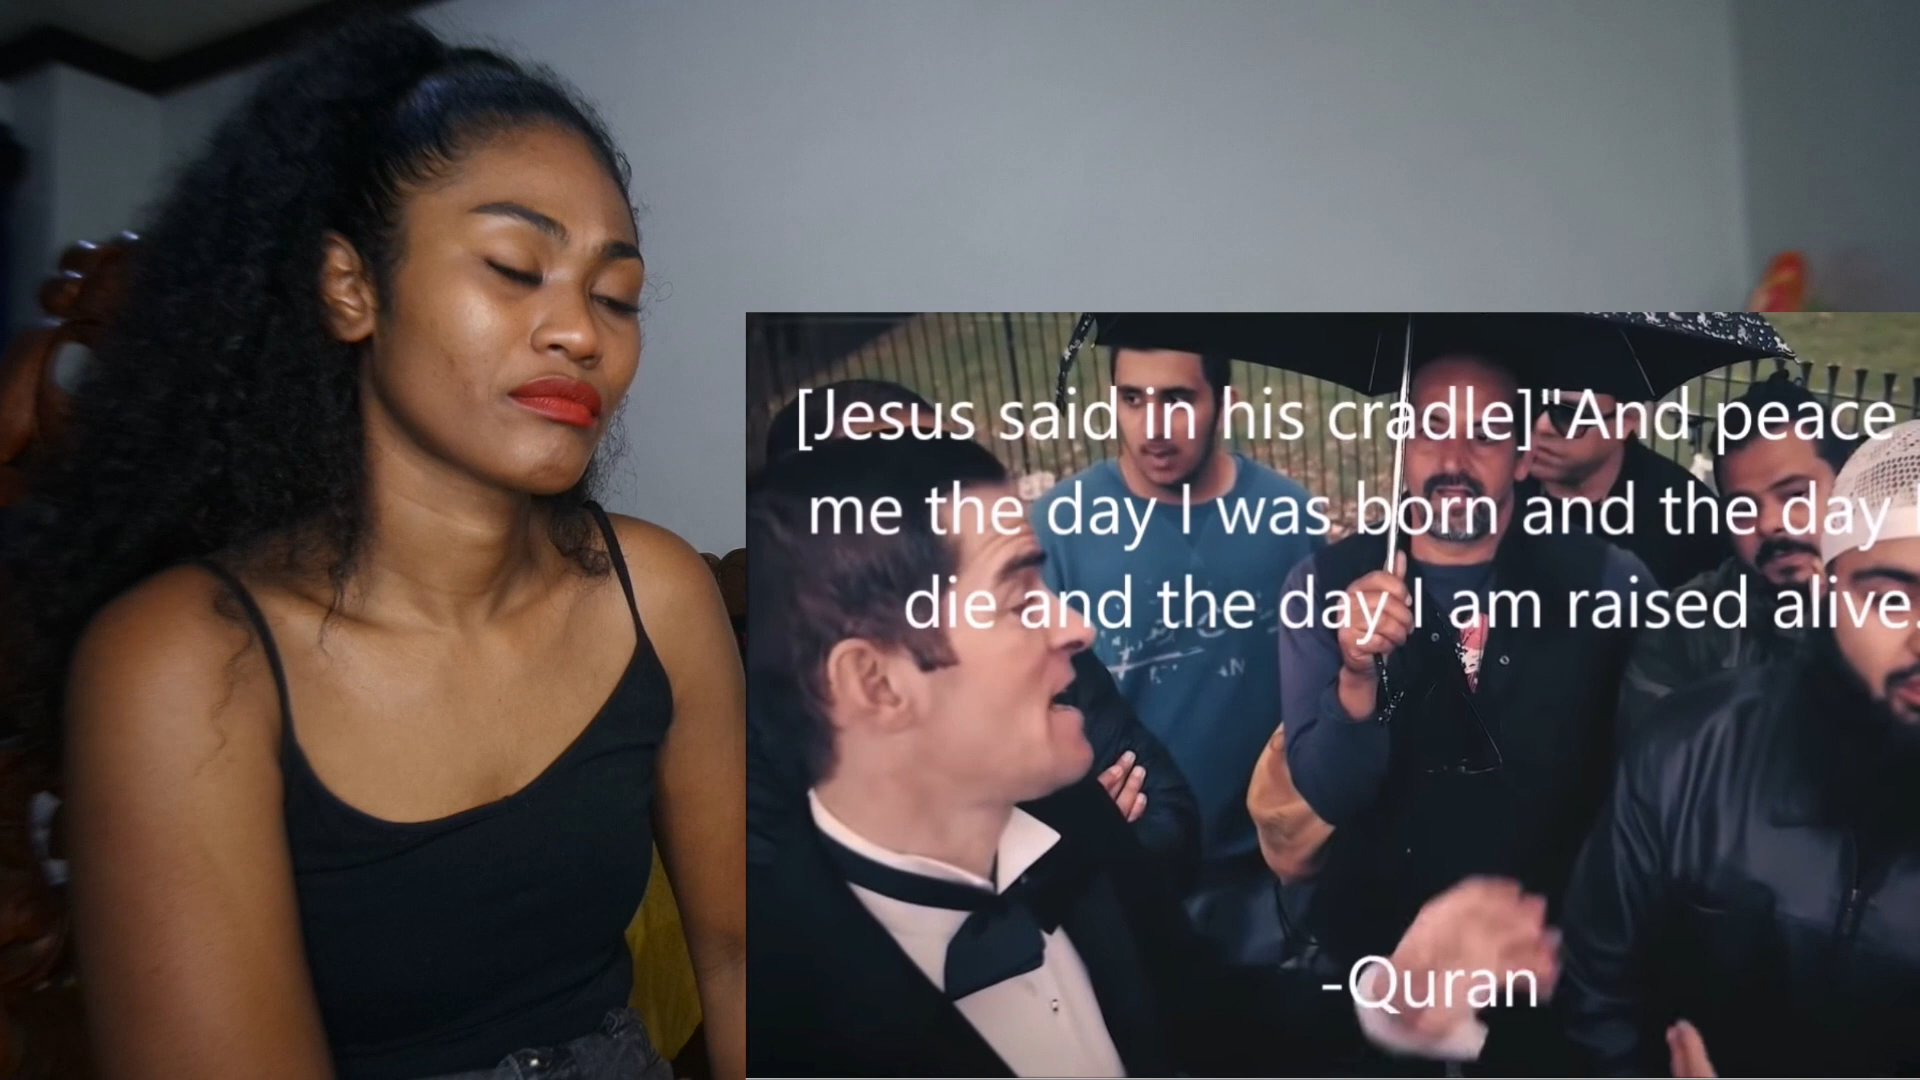 [Jesus said in his cradle]"And peace
me the day I was born and the day
die and the day I am raised alive.
-Quran